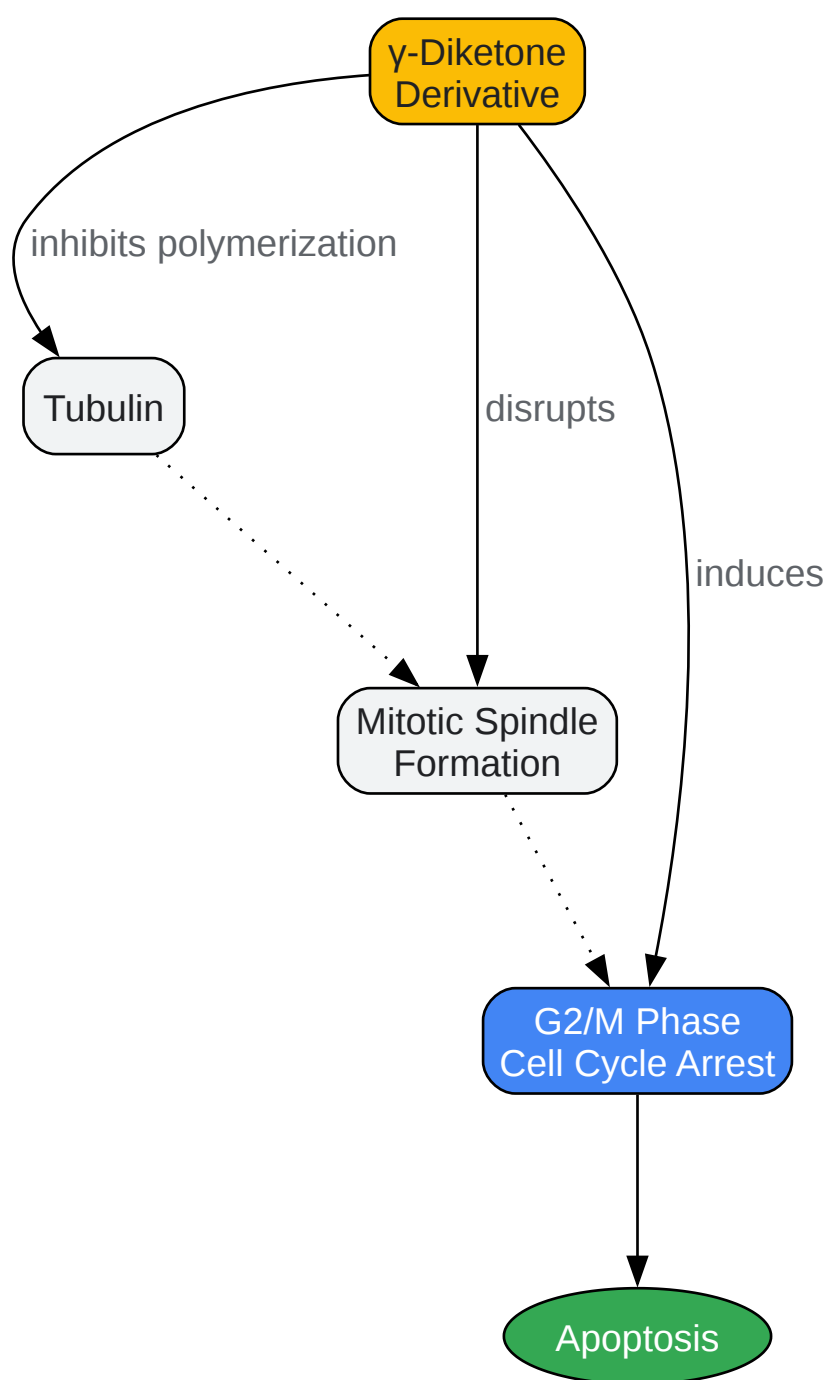 γ-Diketone
Derivative
inhibits polymerization
Tubulin
disrupts
induces
Mitotic Spindle
Formation
G2/M Phase
Cell Cycle Arrest
Apoptosis